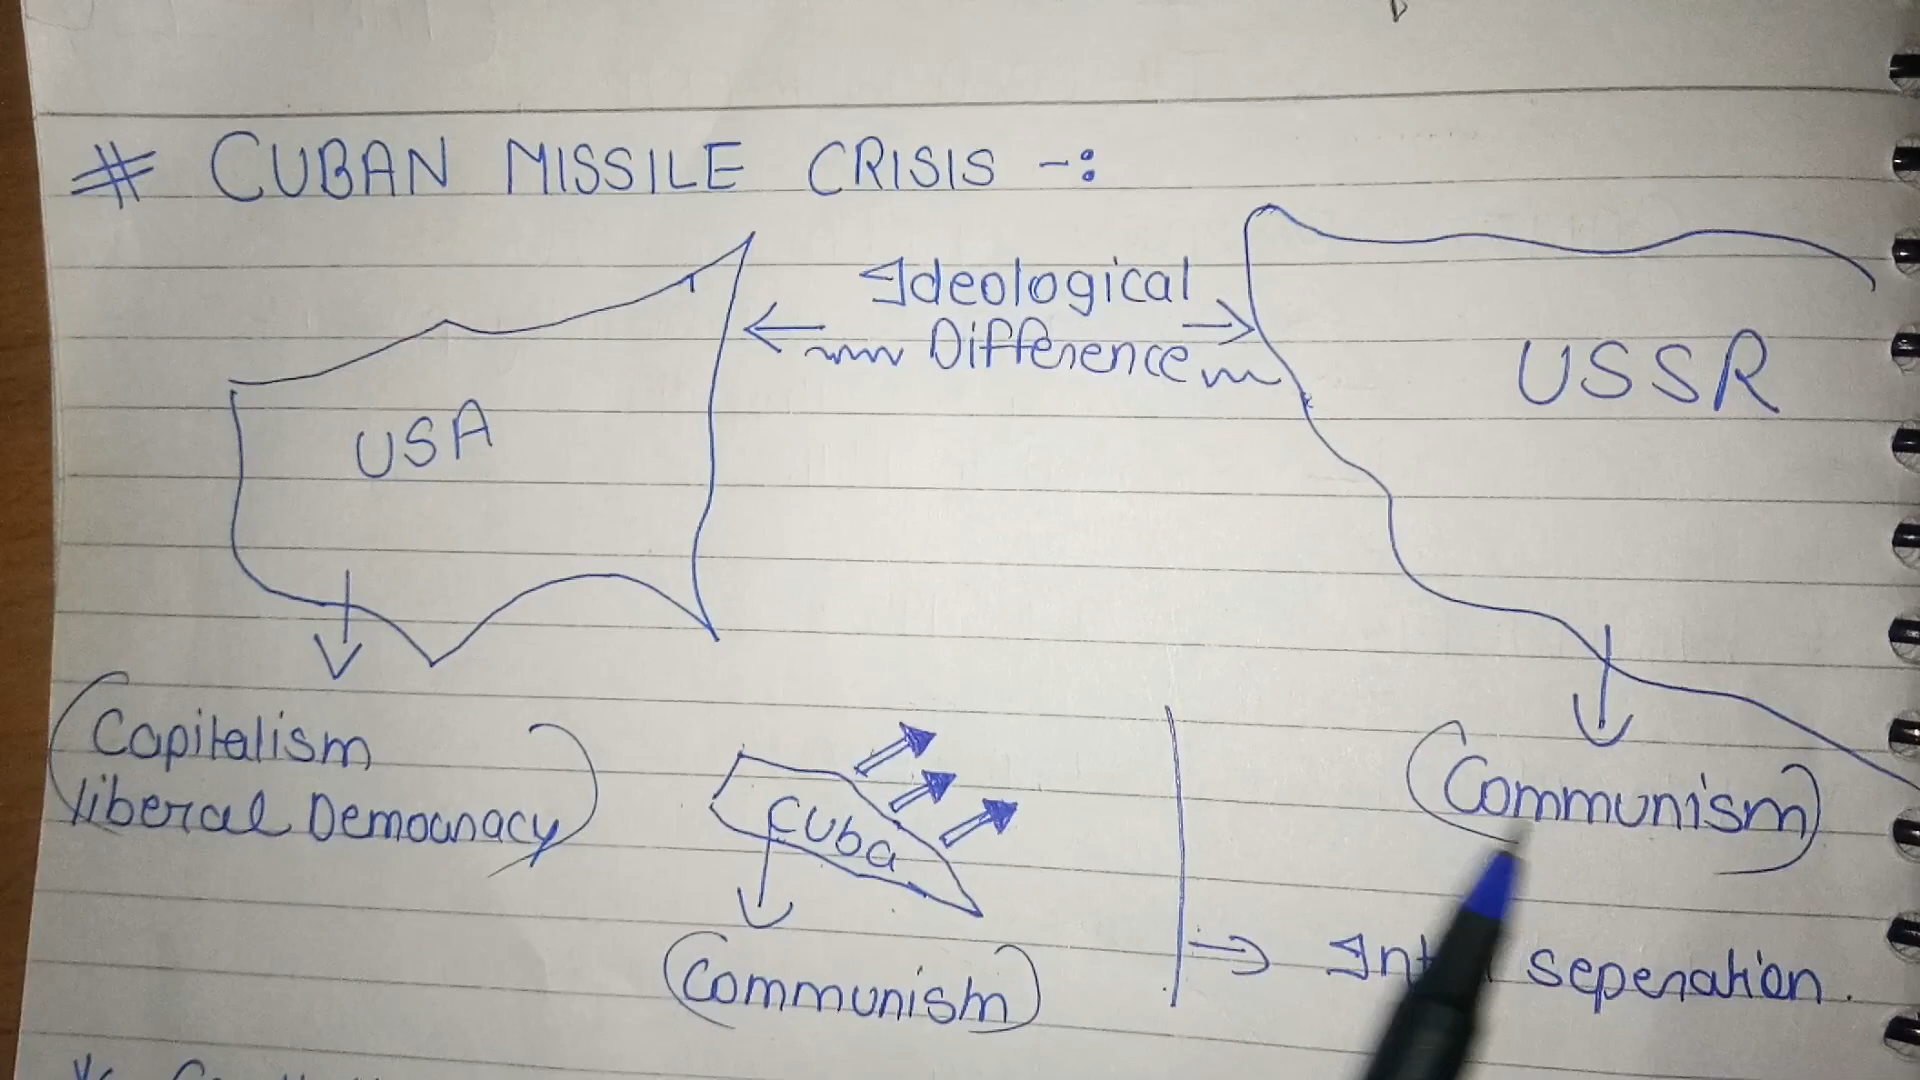 # CUBAN MISSILE CRISIS -:
Ideological
Difference
USA
USSR
Capitalism
liberal Democracy
Cuba
Communism
Communism
⇒ seperation.